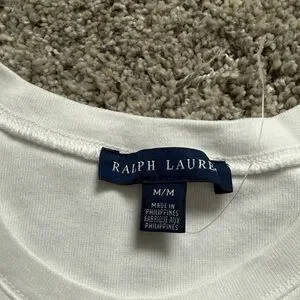 RALPH LAURE
M/M
MADE IN
PHILIPPINES
FABRIQUÉ AUX
PHILIPPINES